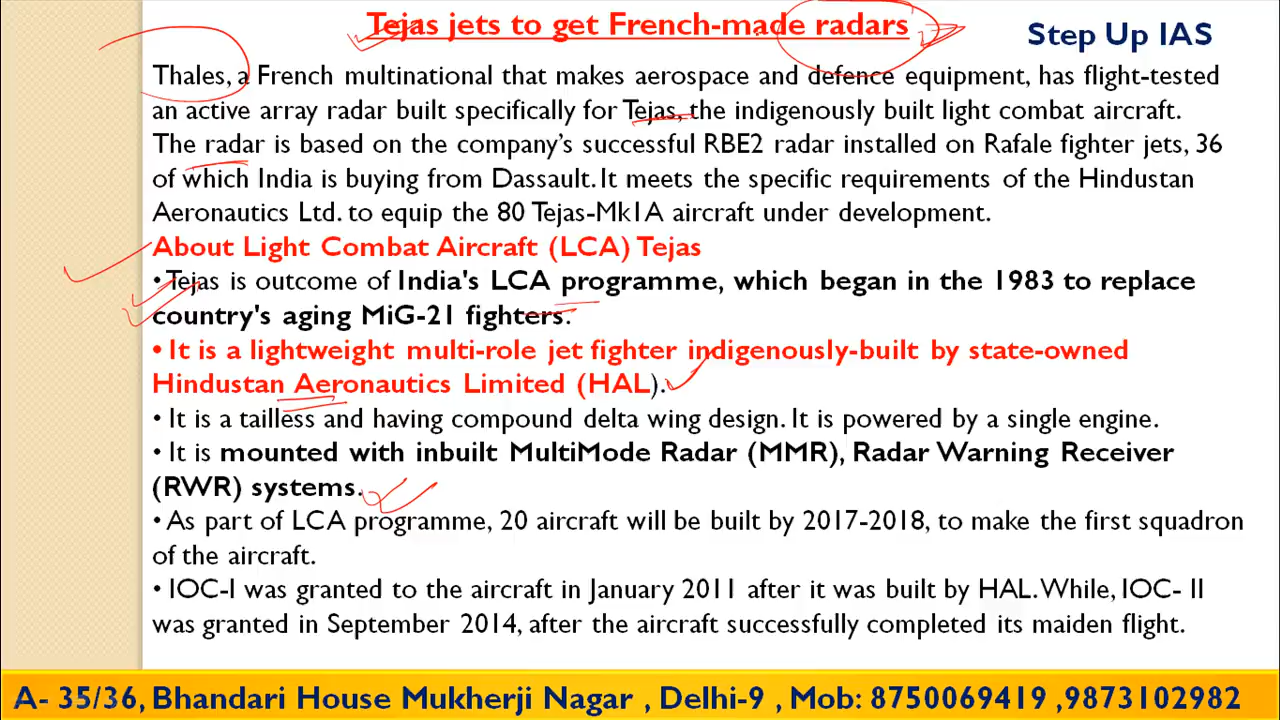 Tejas jets to get French-made radars
Step Up IAS
Thales, a French multinational that makes aerospace and defence equipment, has flight-tested
an active array radar built specifically for Tejas, the indigenously built light combat aircraft.
The radar is based on the company's successful RBE2 radar installed on Rafale fighter jets, 36
of which India is buying from Dassault. It meets the specific requirements of the Hindustan
Aeronautics Ltd. to equip the 80 Tejas-Mk1A aircraft under development.
About Light Combat Aircraft (LCA) Tejas
• Tejas is outcome of India's LCA programme, which began in the 1983 to replace
country's aging MiG-21 fighters.
• It is a lightweight multi-role jet fighter indigenously-built by state-owned
Hindustan Aeronautics Limited (HAL).
• It is a tailless and having compound delta wing design. It is powered by a single engine.
• It is mounted with inbuilt MultiMode Radar (MMR), Radar Warning Receiver
(RWR) systems.
• As part of LCA programme, 20 aircraft will be built by 2017-2018, to make the first squadron
of the aircraft.
• IOC-I was granted to the aircraft in January 2011 after it was built by HAL. While, IOC- II
was granted in September 2014, after the aircraft successfully completed its maiden flight.
A- 35/36, Bhandari House Mukherji Nagar , Delhi-9 , Mob: 8750069419 ,9873102982